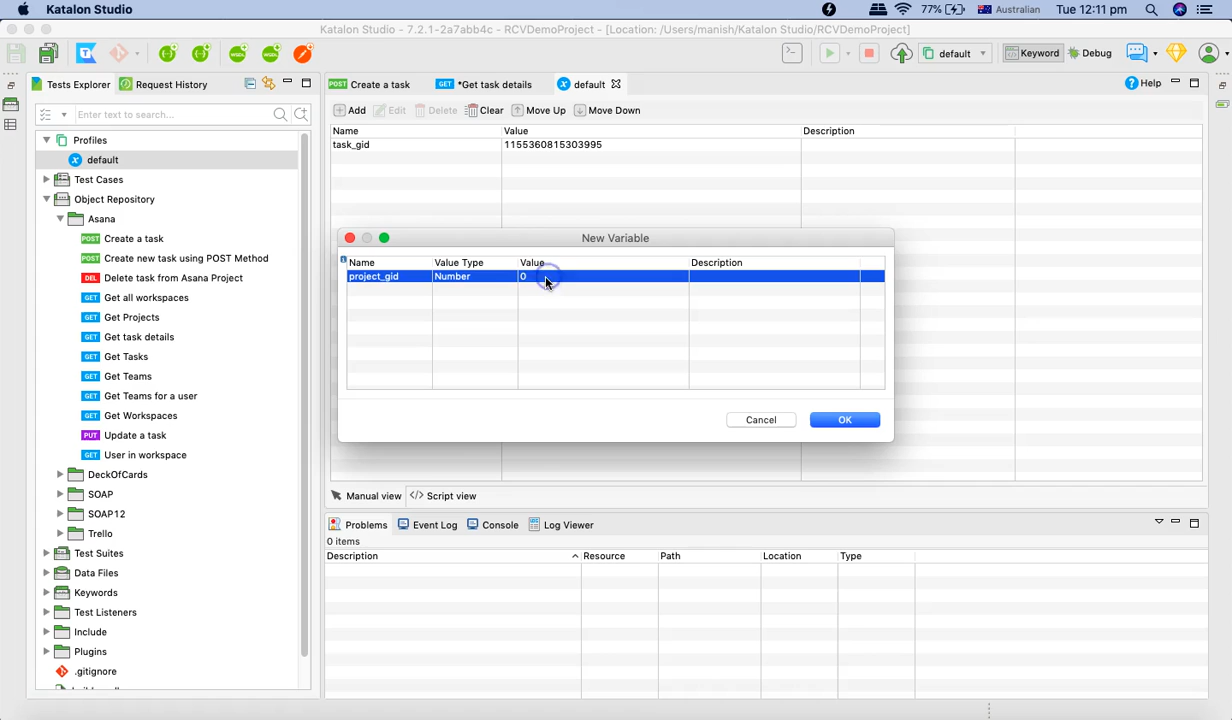 Katalon Studio
77%
Australian
Tue 12:11 pm
Katalon Studio - 7.2.1-2a7abb4c - RCVDemoProject - [Location: /Users/manish/Katalon Studio/RCVDemoProject]
default
Keyword
Debug
Tests Explorer
Request History
POST Create a task
GET *Get task details
default
Help
Enter text to search...
Add
Edit
Delete
Clear
Move Up
Move Down
Name Value Description
task_gid 1155360815303995
Profiles
default
Test Cases
Object Repository
Asana
POST Create a task
POST Create new task using POST Method
DEL Delete task from Asana Project
GET Get all workspaces
GET Get Projects
GET Get task details
GET Get Tasks
GET Get Teams
GET Get Teams for a user
GET Get Workspaces
PUT Update a task
GET User in workspace
DeckOfCards
SOAP
SOAP12
Trello
Test Suites
Data Files
Keywords
Test Listeners
Include
Plugins
.gitignore
New Variable
Name Value Type Value Description
project_gid Number 0
Cancel
OK
Manual view
</> Script view
Problems
Event Log
Console
Log Viewer
0 items
Description Resource Path Location Type